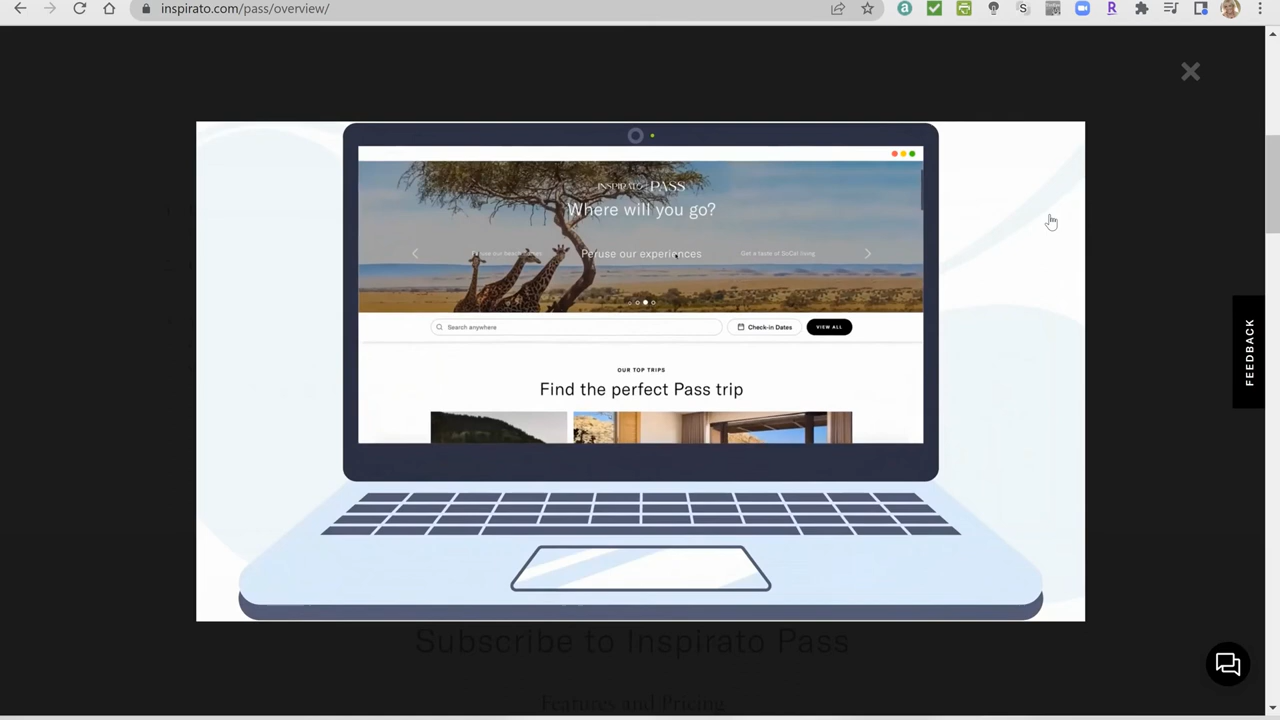 inspirato.com/pass/overview/
INSPIRATO PASS
Where will you go?
Peruse our experiences
Get a taste of SoCal living
Search anywhere
Check-in Dates
VIEW ALL
OUR TOP TRIPS
Find the perfect Pass trip
FEEDBACK
Subscribe to Inspirato Pass
Features and Pricing